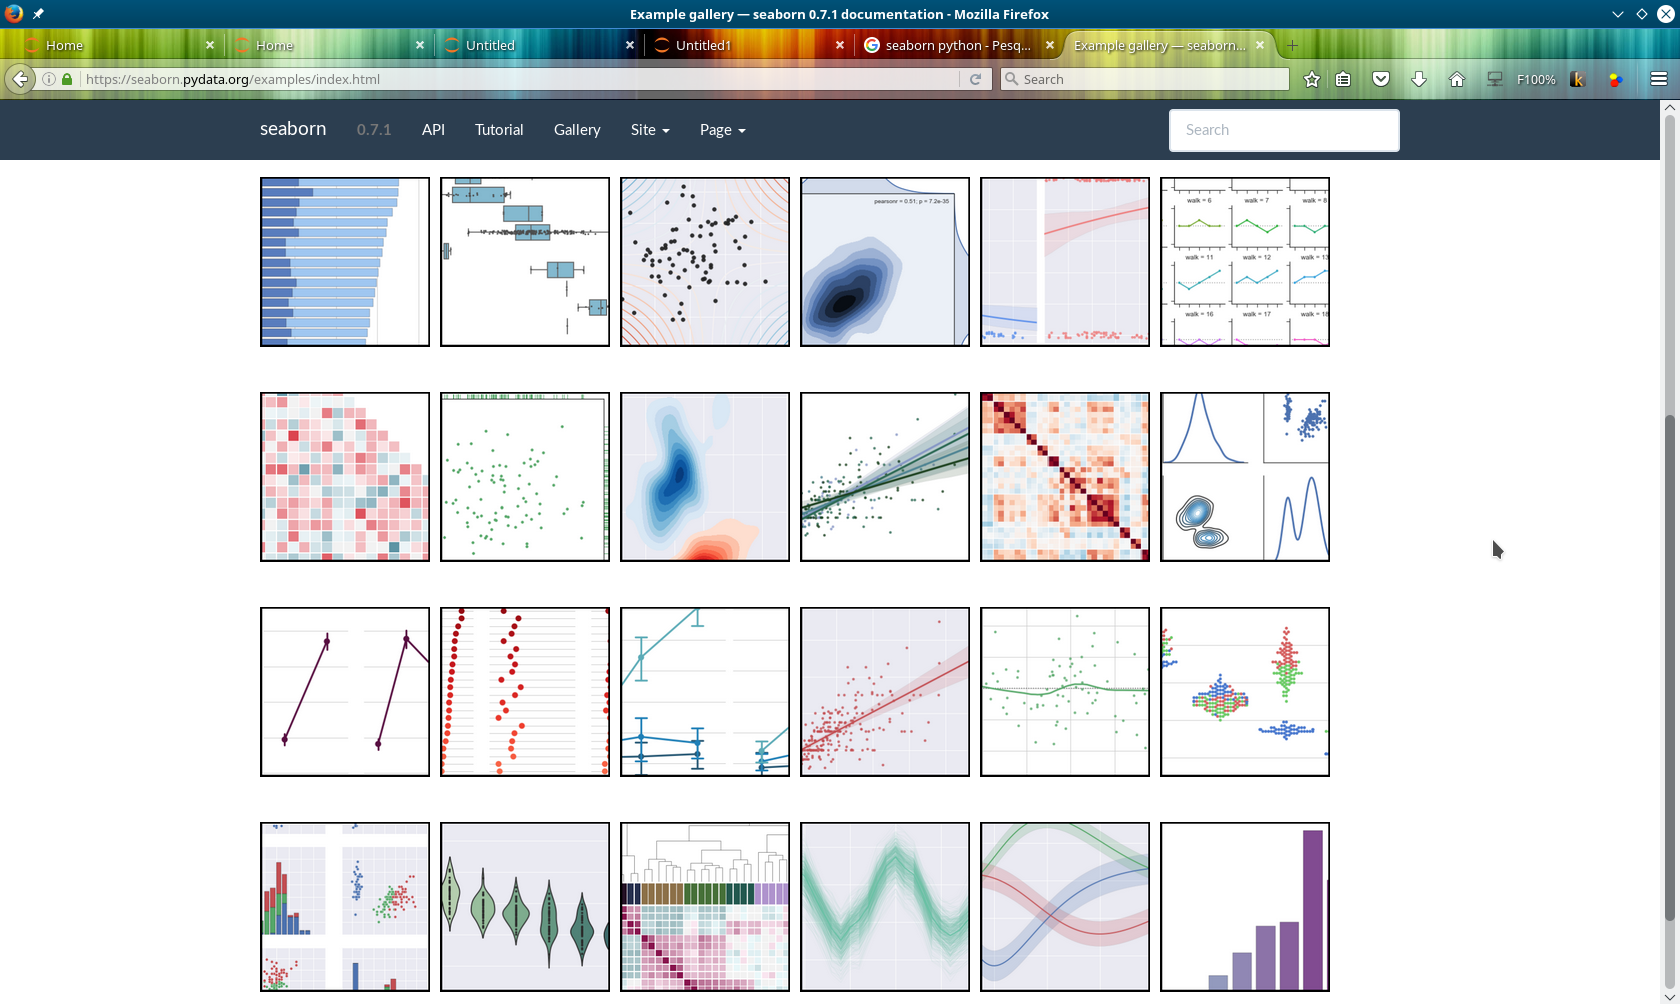 Example gallery — seaborn 0.7.1 documentation - Mozilla Firefox
Home
Home
Untitled
Untitled1
seaborn python - Pesq...
Example gallery — seaborn...
https://seaborn.pydata.org/examples/index.html
Search
F100%
seaborn 0.7.1 API Tutorial Gallery Site Page
Search
pearsonr = 0.51; p = 7.2e-35
walk = 6 walk = 7 walk = 8
walk = 11 walk = 12 walk = 13
walk = 16 walk = 17 walk = 18